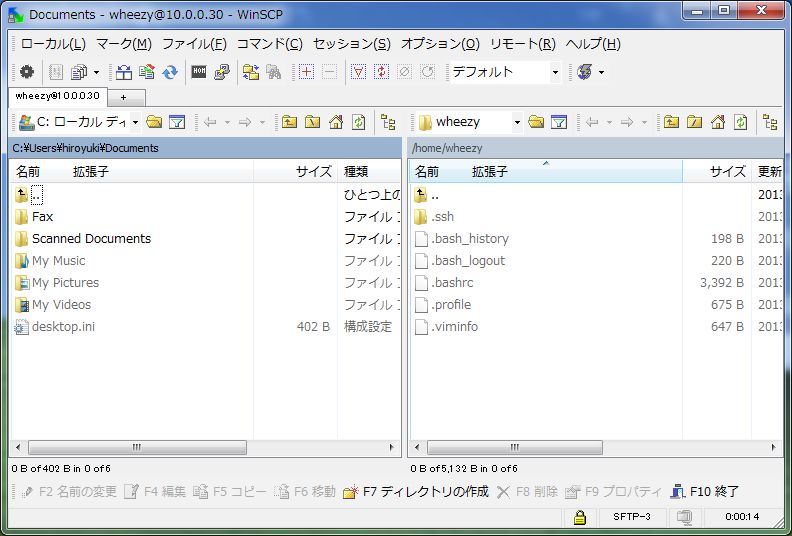 Documents - wheezy@10.0.0.30 - WinSCP
ローカル(L) マーク(M) ファイル(F) コマンド(C) セッション(S) オプション(O) リモート(R) ヘルプ(H)
デフォルト
wheezy@10.0.0.30 +
C: ローカル ディ wheezy
C:¥Users¥hiroyuki¥Documents /home/wheezy
名前 拡張子 サイズ 種類 名前 拡張子 サイズ 更新
.. ひとつ上の .. 2013
Fax ファイル フ .ssh 2013
Scanned Documents ファイル フ .bash_history 198 B 2013
My Music ファイル フ .bash_logout 220 B 2013
My Pictures ファイル フ .bashrc 3,392 B 2013
My Videos ファイル フ .profile 675 B 2013
desktop.ini 402 B 構成設定 .viminfo 647 B 2013
0 B of 402 B in 0 of 6 0 B of 5,132 B in 0 of 6
F2 名前の変更 F4 編集 F5 コピー F6 移動 F7 ディレクトリの作成 F8 削除 F9 プロパティ F10 終了
SFTP-3 0:00:14